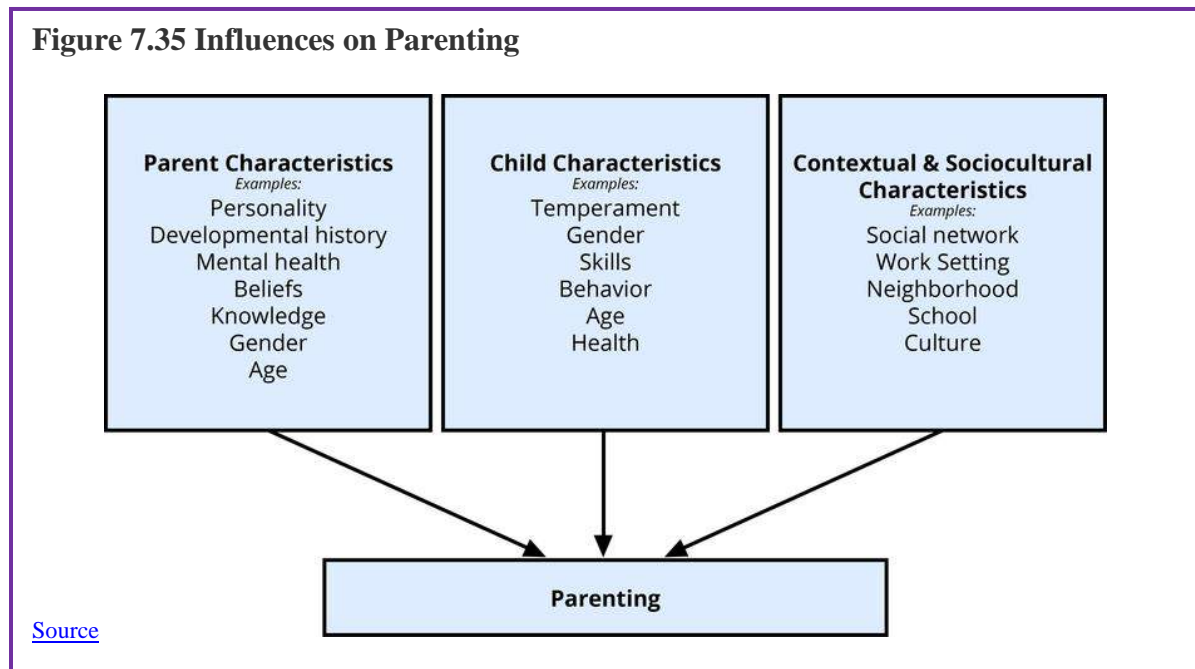 Figure 7.35 Influences on Parenting
Parent Characteristics
Examples:
Personality
Developmental history
Mental health
Beliefs
Knowledge
Gender
Age
Child Characteristics
Examples:
Temperament
Gender
Skills
Behavior
Age
Health
Contextual & Sociocultural
Characteristics
Examples:
Social network
Work Setting
Neighborhood
School
Culture
Parenting
Source